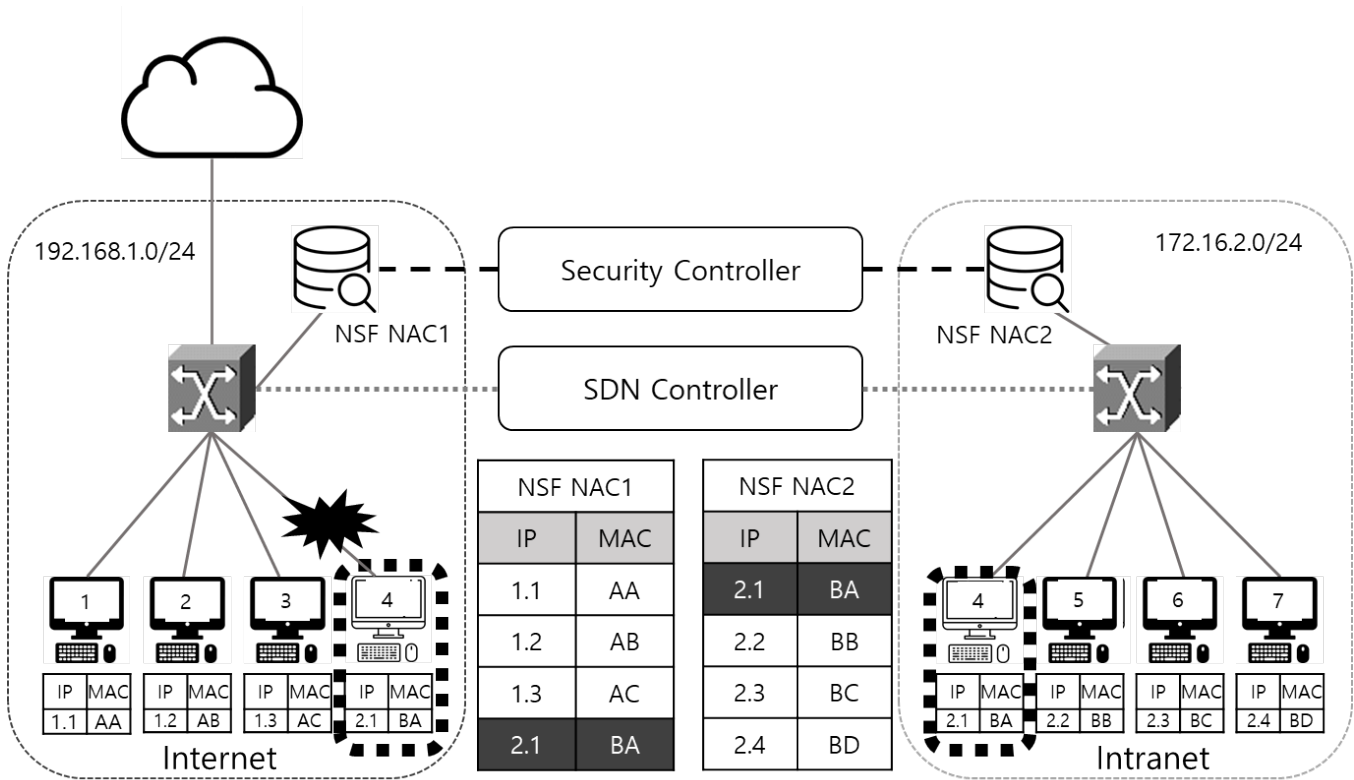 192.168.1.0/24
Security Controller
172.16.2.0/24
NSF NAC1
NSF NAC2
SDN Controller
NSF NAC1
IP MAC
1.1 AA
1.2 AB
1.3 AC
2.1 BA
NSF NAC2
IP MAC
2.1 BA
2.2 BB
2.3 BC
2.4 BD
1
2
3
4
4
5
6
7
IP MAC
1.1 AA
IP MAC
1.2 AB
IP MAC
1.3 AC
IP MAC
2.1 BA
IP MAC
2.1 BA
IP MAC
2.2 BB
IP MAC
2.3 BC
IP MAC
2.4 BD
Internet
Intranet